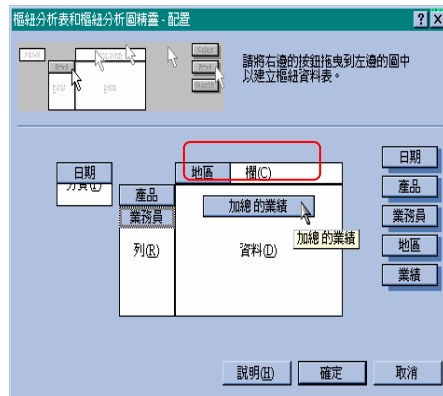 樞紐分析表和樞紐分析圖精靈 - 配置
請將右邊的按鈕拖曳到左邊的圖中
以建立樞紐資料表。
日期
地區
欄(C)
產品
業務員
列(R)
加總 的業績
加總 的業績
資料(D)
日期
產品
業務員
地區
業績
說明(H)
確定
取消